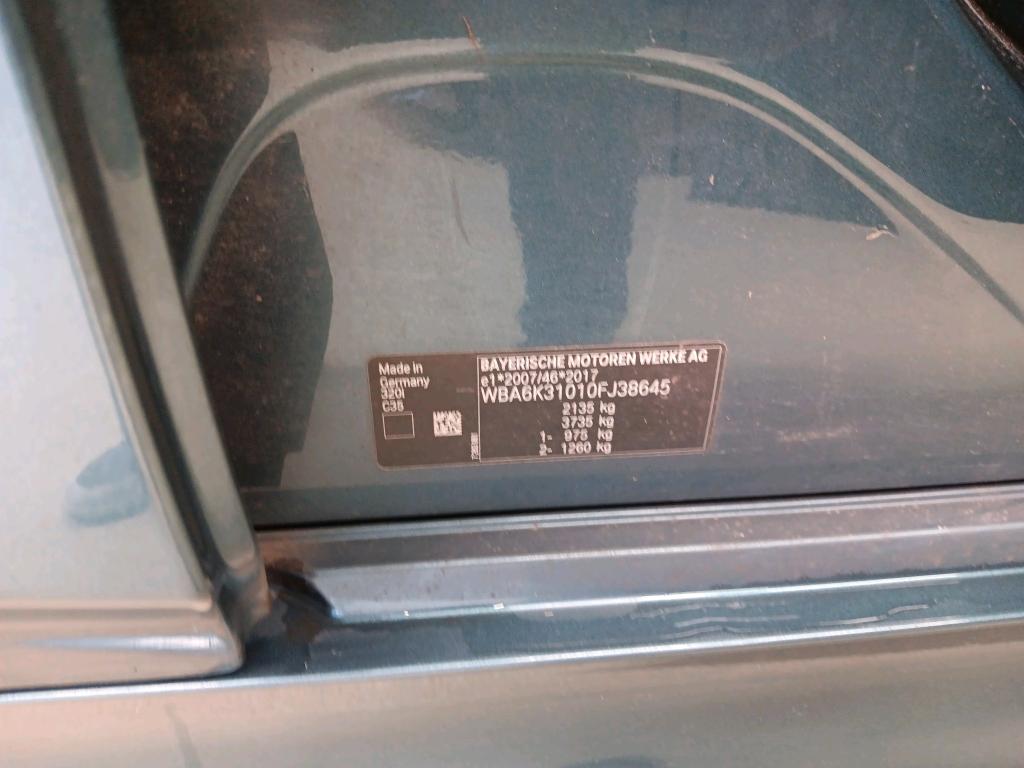 Made in
Germany
320i
C35
BAYERISCHE MOTOREN WERKE AG
e1*2007/46*2017
WBA6K31010FJ38645
2135 kg
3735 kg
1- 975 kg
2- 1260 kg